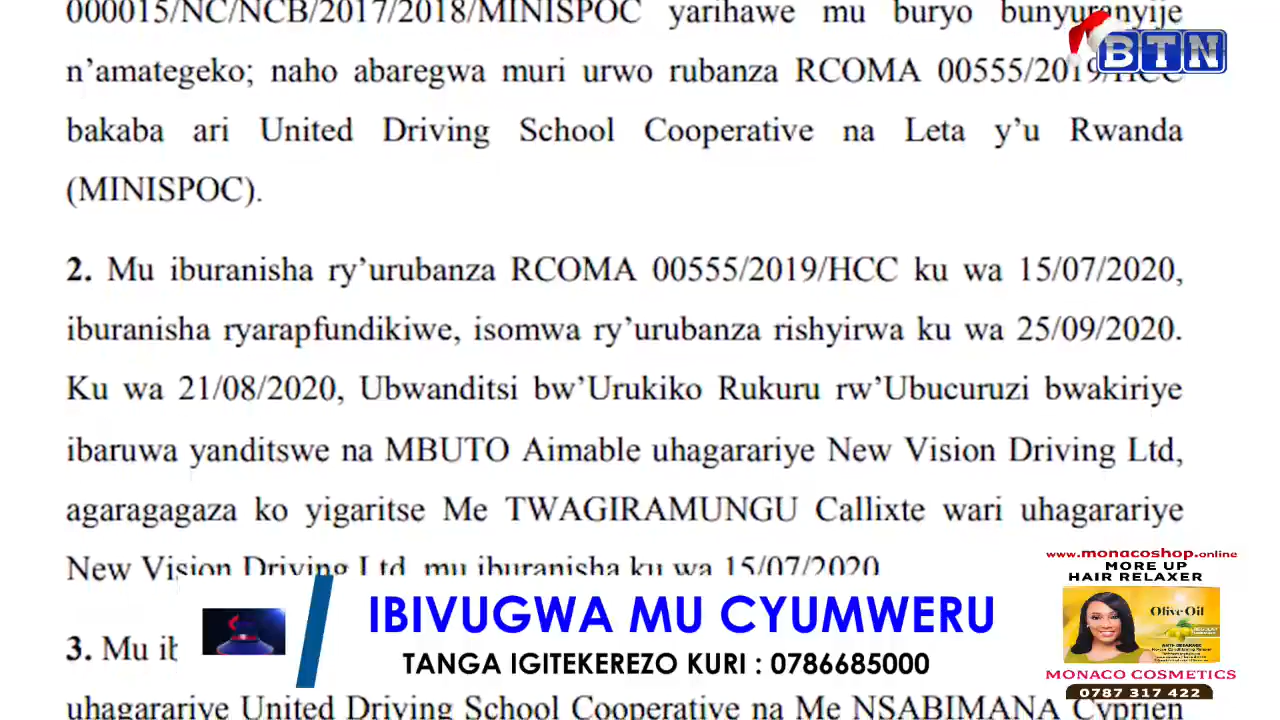 000015/NC/NCB/2017/2018/MINISPOC yarihawe mu buryo bunyuranyije
n’amategeko; naho abaregwa muri urwo rubanza RCOMA 00555/2019/HCC
BTN
bakaba ari United Driving School Cooperative na Leta y’u Rwanda
(MINISPOC).
2. Mu iburanisha ry’urubanza RCOMA 00555/2019/HCC ku wa 15/07/2020,
iburanisha ryarapfundikiwe, isomwa ry’urubanza rishyirwa ku wa 25/09/2020.
Ku wa 21/08/2020, Ubwanditsi bw’Urukiko Rukuru rw’Ubucuruzi bwakiriye
ibaruwa yanditswe na MBUTO Aimable uhagarariye New Vision Driving Ltd,
agaragagaza ko yigaritse Me TWAGIRAMUNGU Callixte wari uhagarariye
New Vision Driving Ltd mu iburanisha ku wa 15/07/2020
3. Mu
uhagarariye United Driving School Cooperative na Me NSABIMANA Cyprien
IBIVUGWA MU CYUMWERU
TANGA IGITEKEREZO KURI : 0786685000
www.monacoshop.online
MORE UP
HAIR RELAXER
Olive Oil
MONACO COSMETICS
0787 317 422